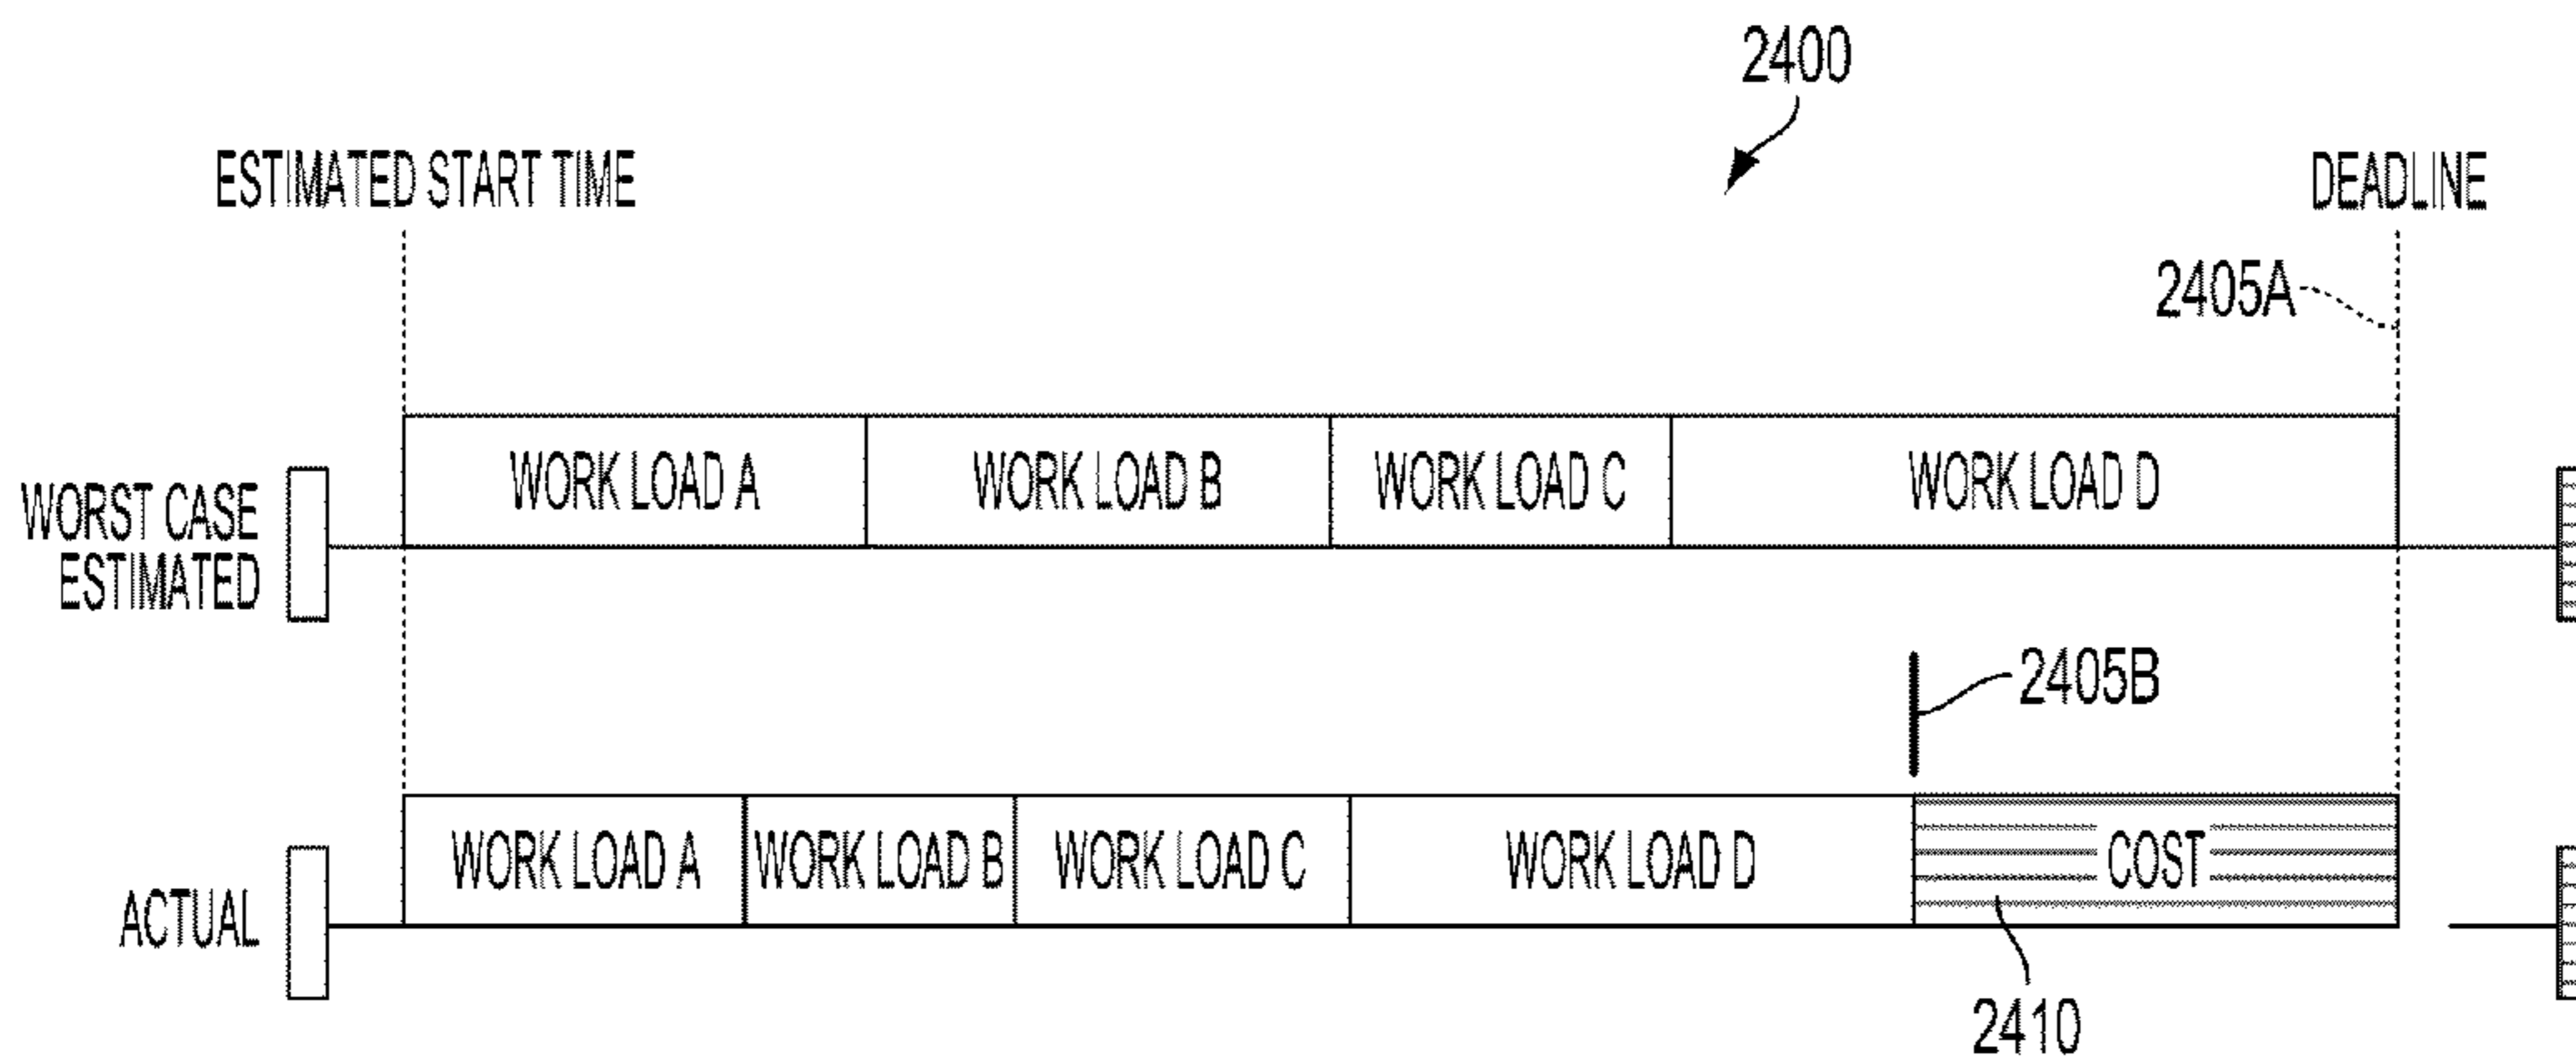 2400
ESTIMATED START TIME
DEADLINE
2405A
WORK LOAD A
WORK LOAD B
WORK LOAD C
WORK LOAD D
WORST CASE
ESTIMATED
2405B
WORK LOAD A
WORK LOAD B
WORK LOAD C
WORK LOAD D
COST
ACTUAL
2410